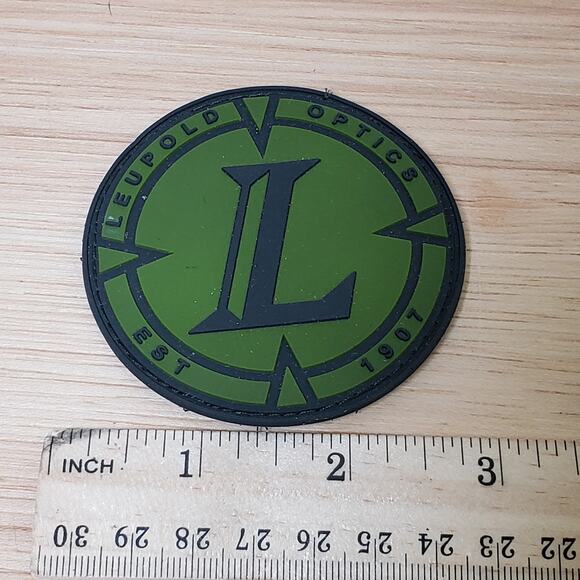 LEUPOLD OPTICS
L
EST 1907
INCH 1 2 3
30 29 28 27 26 25 24 23 22